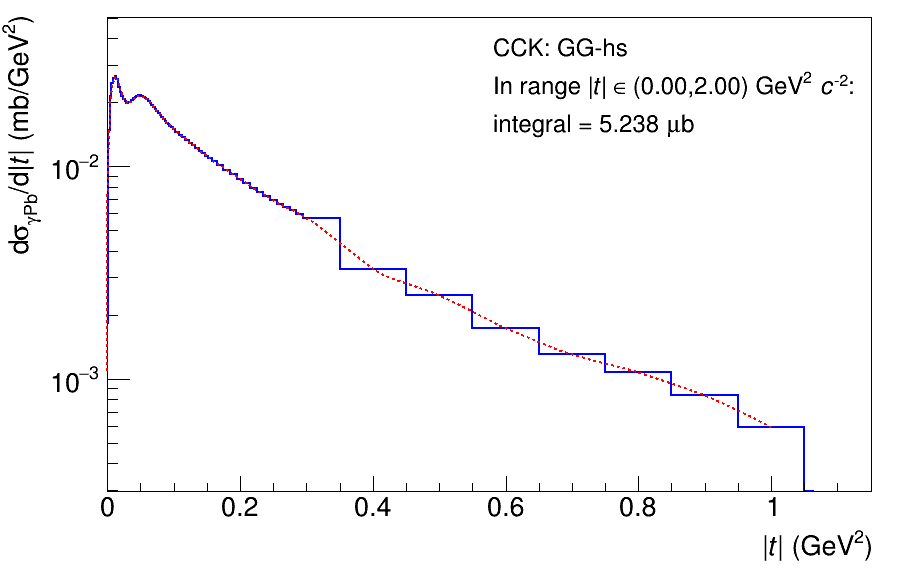 dσγPb/d|t| (mb/GeV²)
CCK: GG-hs
In range |t| ∈ (0.00,2.00) GeV² c⁻²:
integral = 5.238 μb
10⁻²
10⁻³
0 0.2 0.4 0.6 0.8 1
|t| (GeV²)